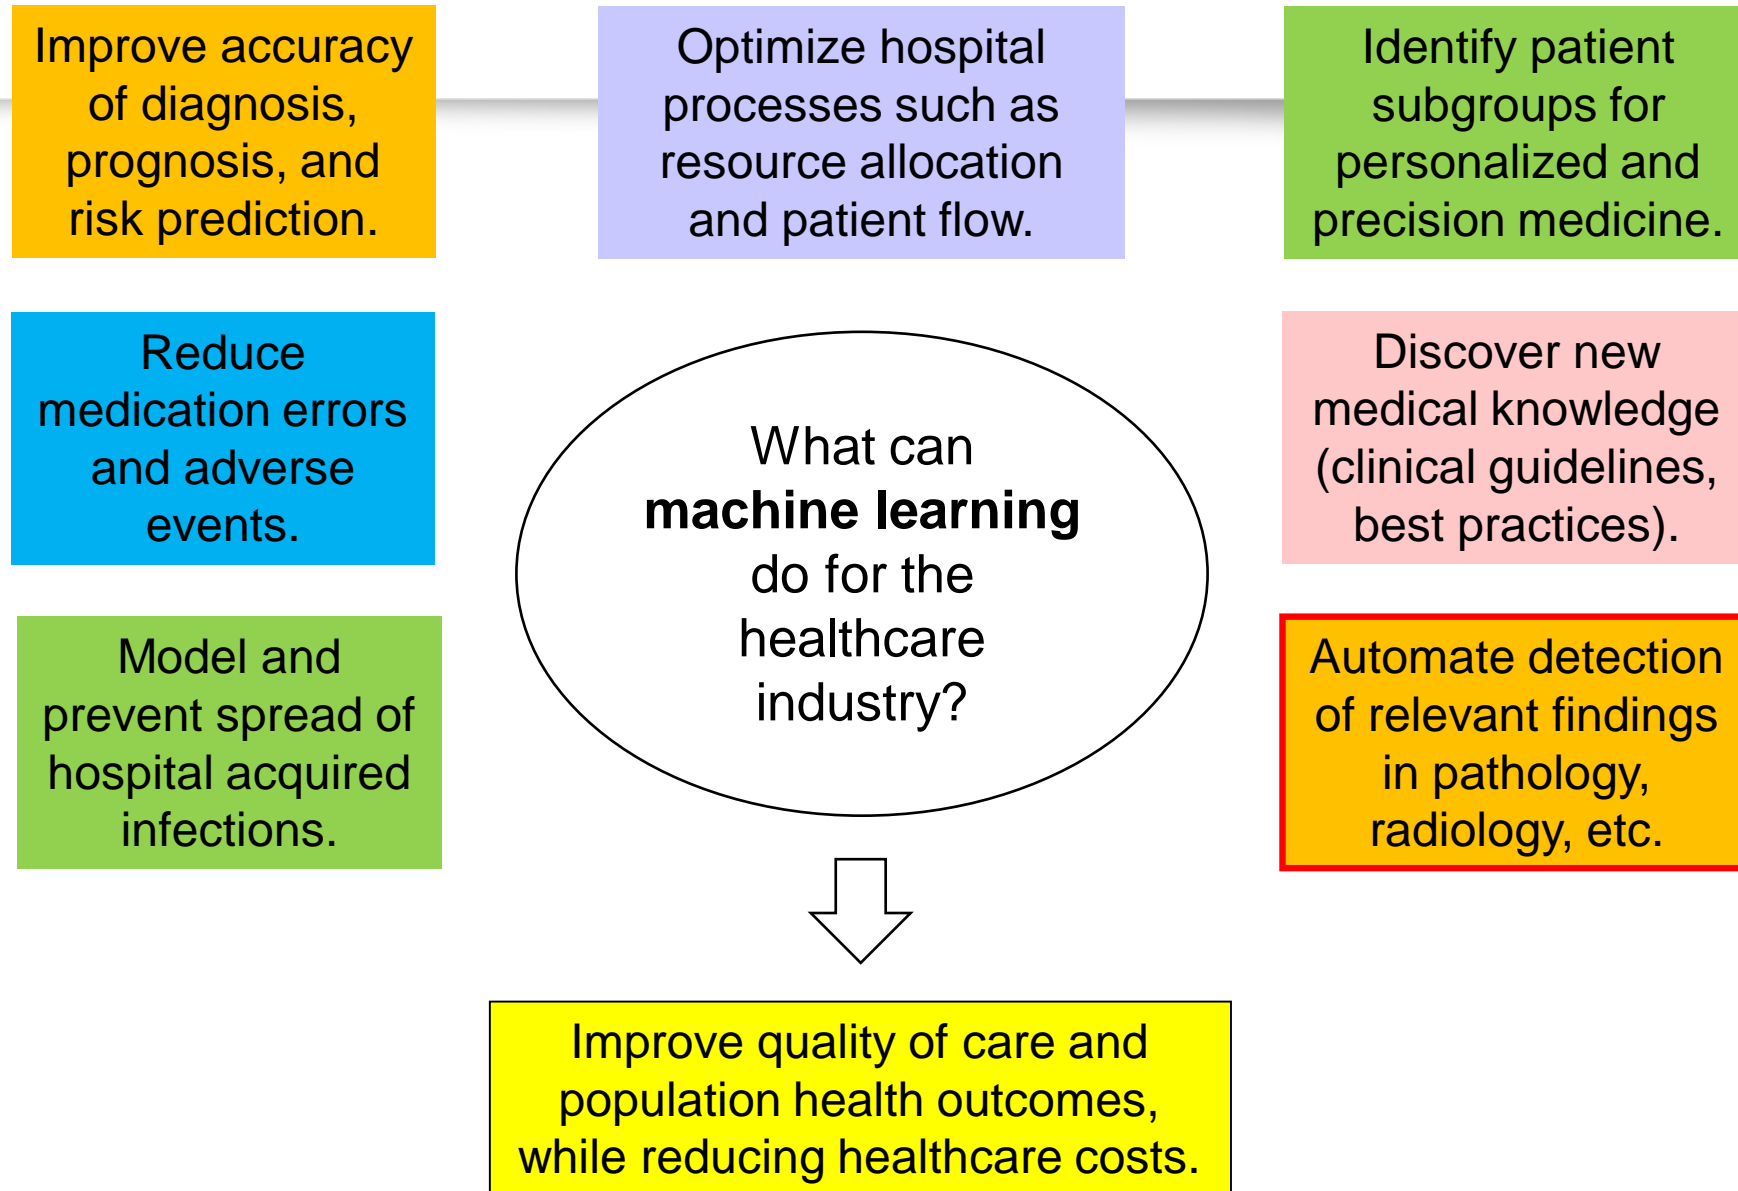 Improve accuracy
of diagnosis,
prognosis, and
risk prediction.
Optimize hospital
processes such as
resource allocation
and patient flow.
Identify patient
subgroups for
personalized and
precision medicine.
Reduce
medication errors
and adverse
events.
What can
machine learning
do for the
healthcare
industry?
Discover new
medical knowledge
(clinical guidelines,
best practices).
Model and
prevent spread of
hospital acquired
infections.
Automate detection
of relevant findings
in pathology,
radiology, etc.
Improve quality of care and
population health outcomes,
while reducing healthcare costs.